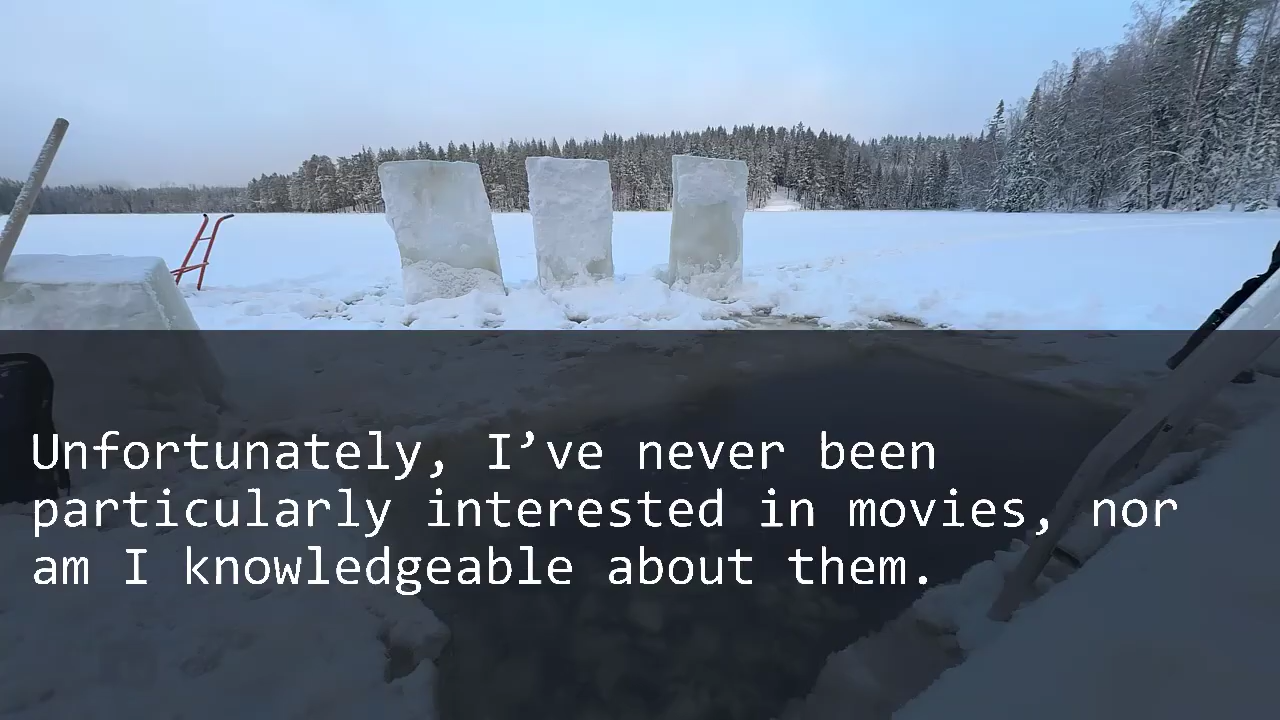 Unfortunately, I’ve never been
particularly interested in movies, nor
am I knowledgeable about them.